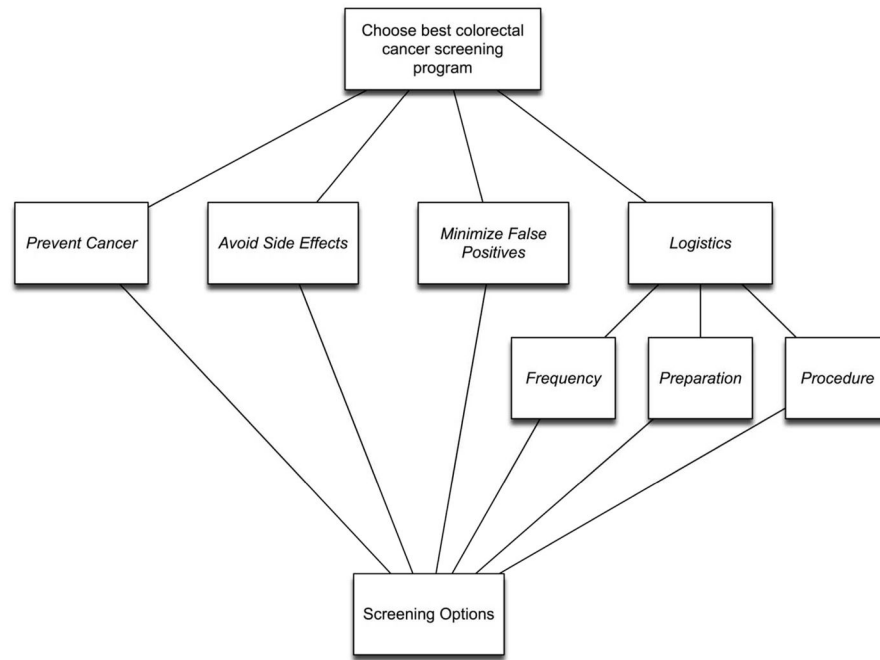 Choose best colorectal
cancer screening
program
Prevent Cancer
Avoid Side Effects
Minimize False
Positives
Logistics
Frequency
Preparation
Procedure
Screening Options